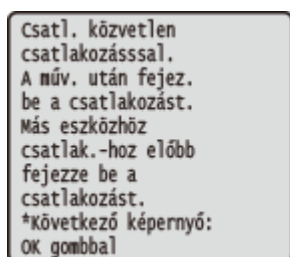 Csatl. közvetlen
csatlakozásssal.
A műv. után fejez.
be a csatlakozást.
Más eszközhöz
csatlak.-hoz előbb
fejezze be a
csatlakozást.
*Következő képernyő:
OK gombbal